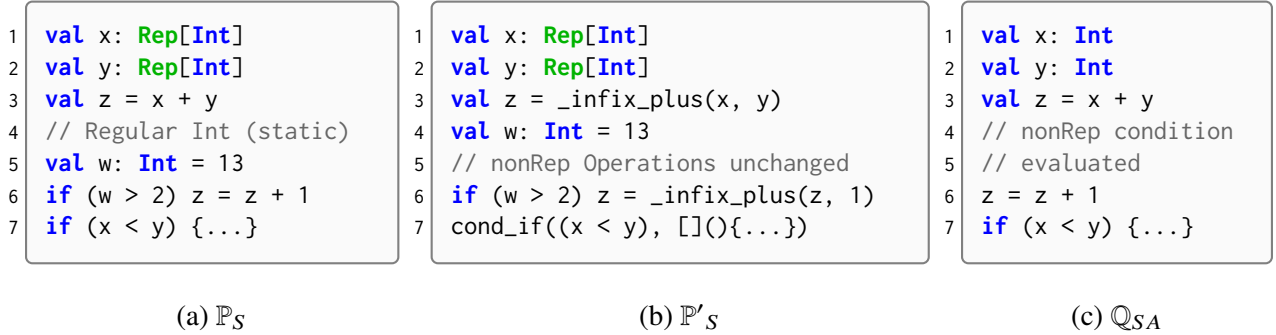 1 val x: Rep[Int]
2 val y: Rep[Int]
3 val z = x + y
4 // Regular Int (static)
5 val w: Int = 13
6 if (w > 2) z = z + 1
7 if (x < y) {...}
(a) ℙ_S
1 val x: Rep[Int]
2 val y: Rep[Int]
3 val z = _infix_plus(x, y)
4 val w: Int = 13
5 // nonRep Operations unchanged
6 if (w > 2) z = _infix_plus(z, 1)
7 cond_if((x < y), [](){...})
(b) ℙ'_S
1 val x: Int
2 val y: Int
3 val z = x + y
4 // nonRep condition
5 // evaluated
6 z = z + 1
7 if (x < y) {...}
(c) ℚ_SA